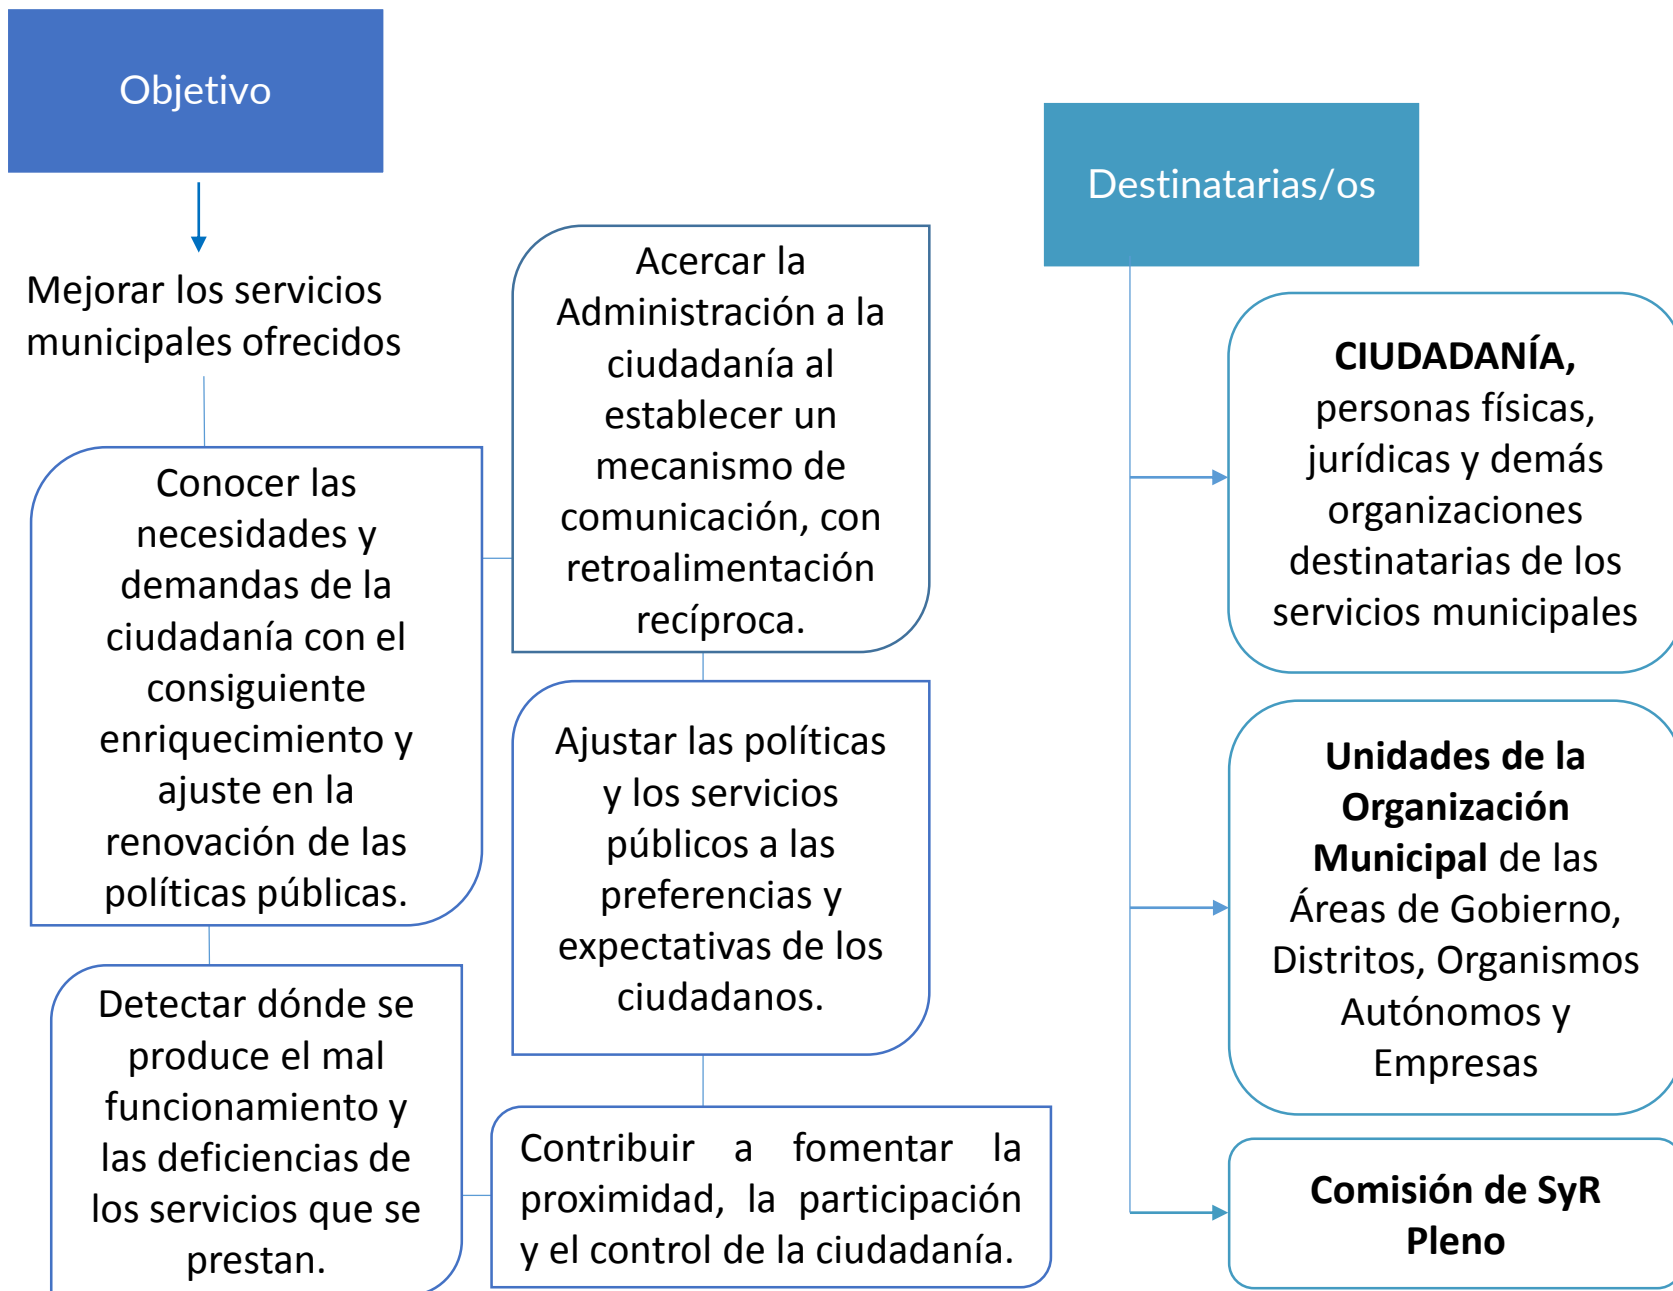 Objetivo
Mejorar los servicios
municipales ofrecidos
Conocer las
necesidades y
demandas de la
ciudadanía con el
consiguiente
enriquecimiento y
ajuste en la
renovación de las
políticas públicas.
Detectar dónde se
produce el mal
funcionamiento y
las deficiencias de
los servicios que se
prestan.
Acercar la
Administración a la
ciudadanía al
establecer un
mecanismo de
comunicación, con
retroalimentación
recíproca.
Ajustar las políticas
y los servicios
públicos a las
preferencias y
expectativas de los
ciudadanos.
Contribuir a fomentar la
proximidad, la participación
y el control de la ciudadanía.
Destinatarias/os
CIUDADANÍA,
personas físicas,
jurídicas y demás
organizaciones
destinatarias de los
servicios municipales
Unidades de la
Organización
Municipal de las
Áreas de Gobierno,
Distritos, Organismos
Autónomos y
Empresas
Comisión de SyR
Pleno